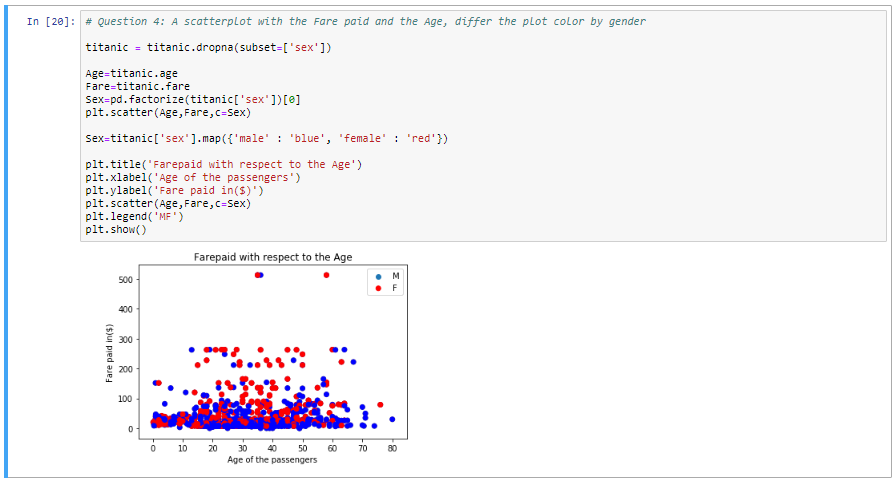 In [20]: # Question 4: A scatterplot with the Fare paid and the Age, differ the plot color by gender
titanic = titanic.dropna(subset=['sex'])
Age=titanic.age
Fare=titanic.fare
Sex=pd.factorize(titanic['sex'])[0]
plt.scatter(Age,Fare,c=Sex)
Sex=titanic['sex'].map({'male' : 'blue', 'female' : 'red'})
plt.title('Farepaid with respect to the Age')
plt.xlabel('Age of the passengers')
plt.ylabel('Fare paid in($)')
plt.scatter(Age,Fare,c=Sex)
plt.legend('MF')
plt.show()
Farepaid with respect to the Age
M
F
Fare paid in($)
500
400
300
200
100
0
0 10 20 30 40 50 60 70 80
Age of the passengers